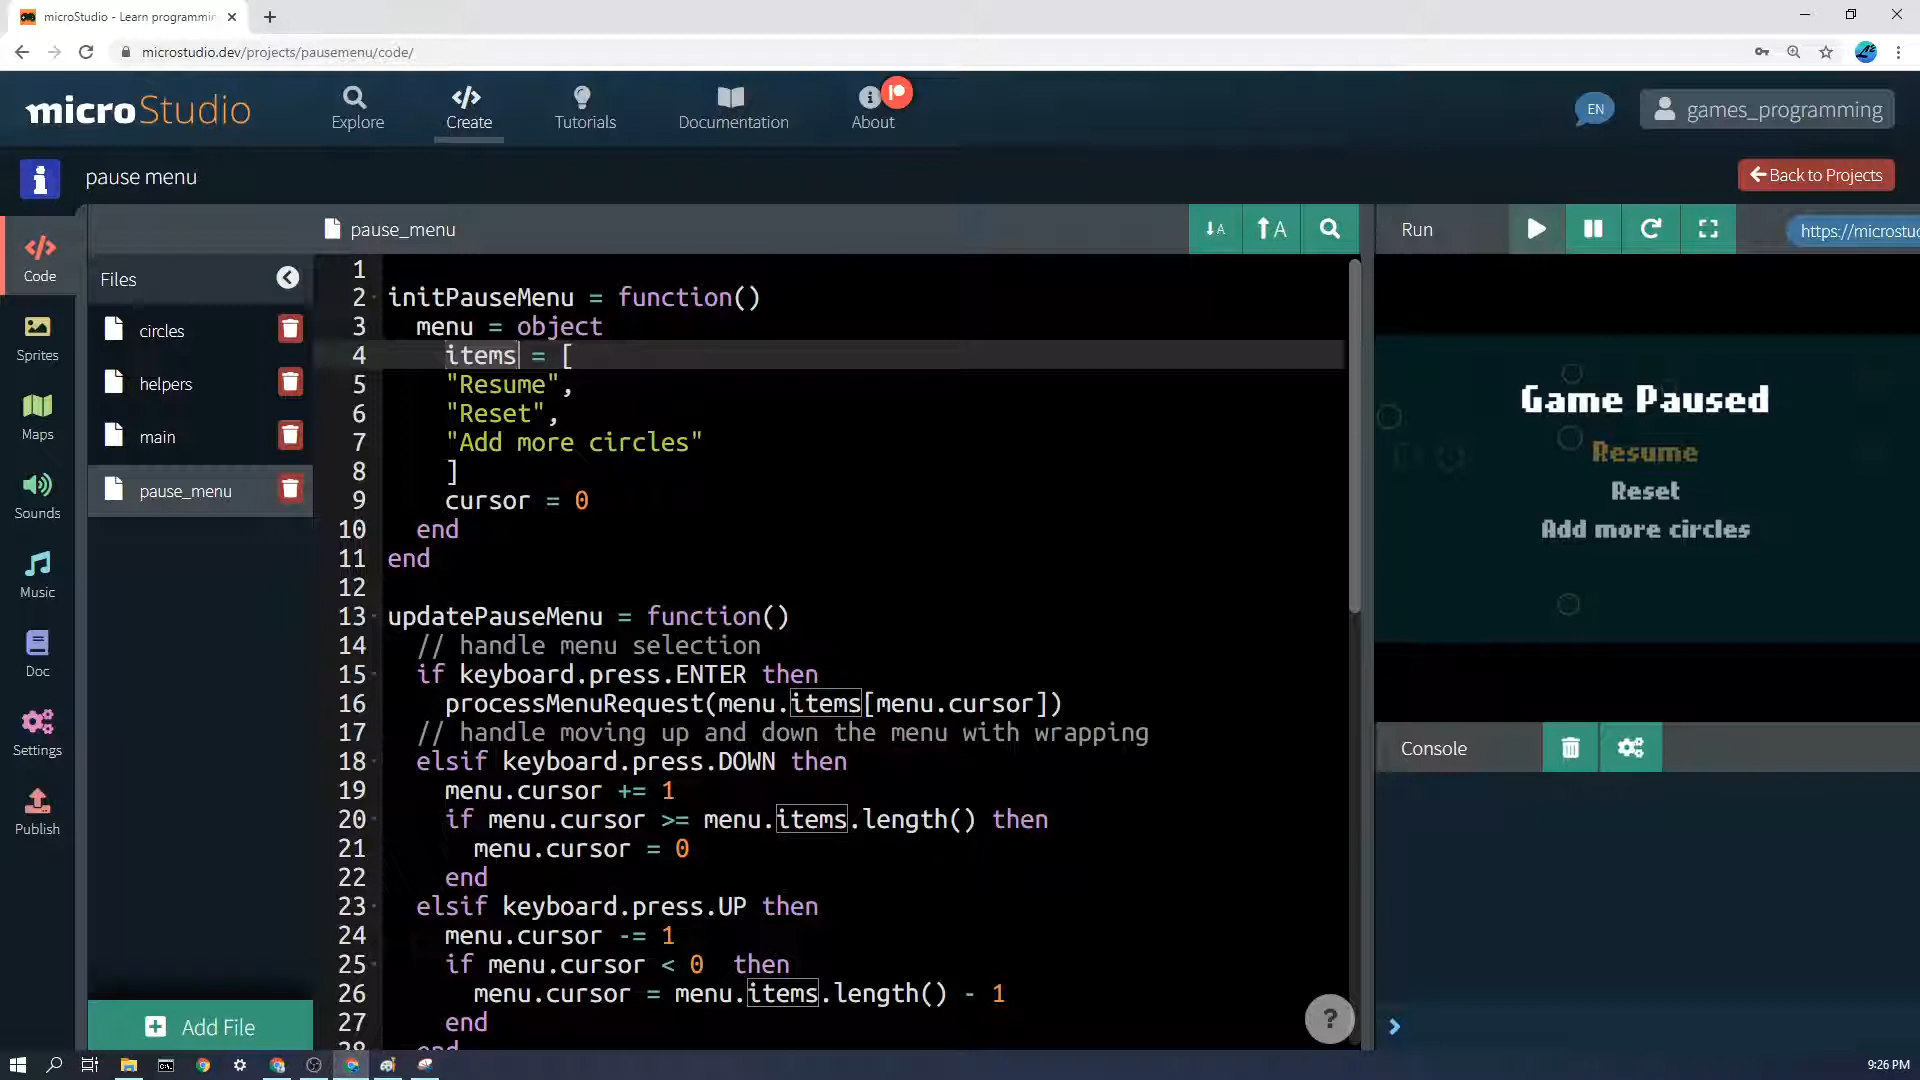 microStudio - Learn programmin
microstudio.dev/projects/pausemenu/code/
microStudio
Explore
Create
Tutorials
Documentation
About
EN
games_programming
pause menu
Back to Projects
Code
Sprites
Maps
Sounds
Music
Doc
Settings
Publish
Files
circles
helpers
main
pause_menu
Add File
pause_menu
A
A
1
2 initPauseMenu = function()
3 menu = object
4 items = [
5 "Resume",
6 "Reset",
7 "Add more circles"
8 ]
9 cursor = 0
10 end
11 end
12
13 updatePauseMenu = function()
14 // handle menu selection
15 if keyboard.press.ENTER then
16 processMenuRequest(menu.items[menu.cursor])
17 // handle moving up and down the menu with wrapping
18 elsif keyboard.press.DOWN then
19 menu.cursor += 1
20 if menu.cursor >= menu.items.length() then
21 menu.cursor = 0
22 end
23 elsif keyboard.press.UP then
24 menu.cursor -= 1
25 if menu.cursor < 0  then
26 menu.cursor = menu.items.length() - 1
27 end
28 end
?
Run
https://microstuc
Game Paused
Resume
Reset
Add more circles
Console
9:26 PM